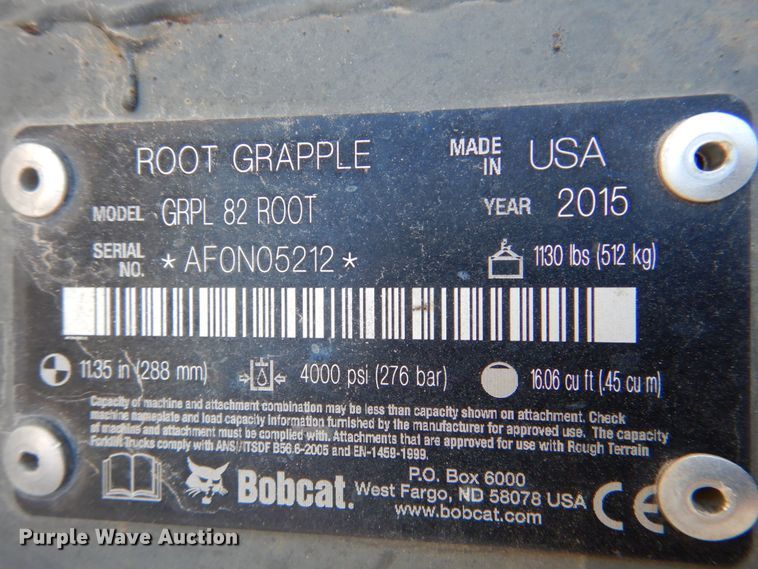 ROOT GRAPPLE MADE IN USA
MODEL GRPL 82 ROOT YEAR 2015
SERIAL NO. *AF0N05212* 1130 lbs (512 kg)
11.35 in (288 mm) 4000 psi (276 bar) 16.06 cu ft (.45 cu m)
Capacity of machine and attachment combination may be less than capacity shown on attachment. Check
machine nameplate and load capacity information furnished by the manufacturer for approved use. The capacity
of machine and attachment must be complied with. Attachments that are approved for use with Rough Terrain
Forklift Trucks comply with ANSI/ITSDF B56.6-2005 and EN-1459-1999.
Bobcat.
P.O. Box 6000
West Fargo, ND 58078 USA
www.bobcat.com
CE
Purple Wave Auction